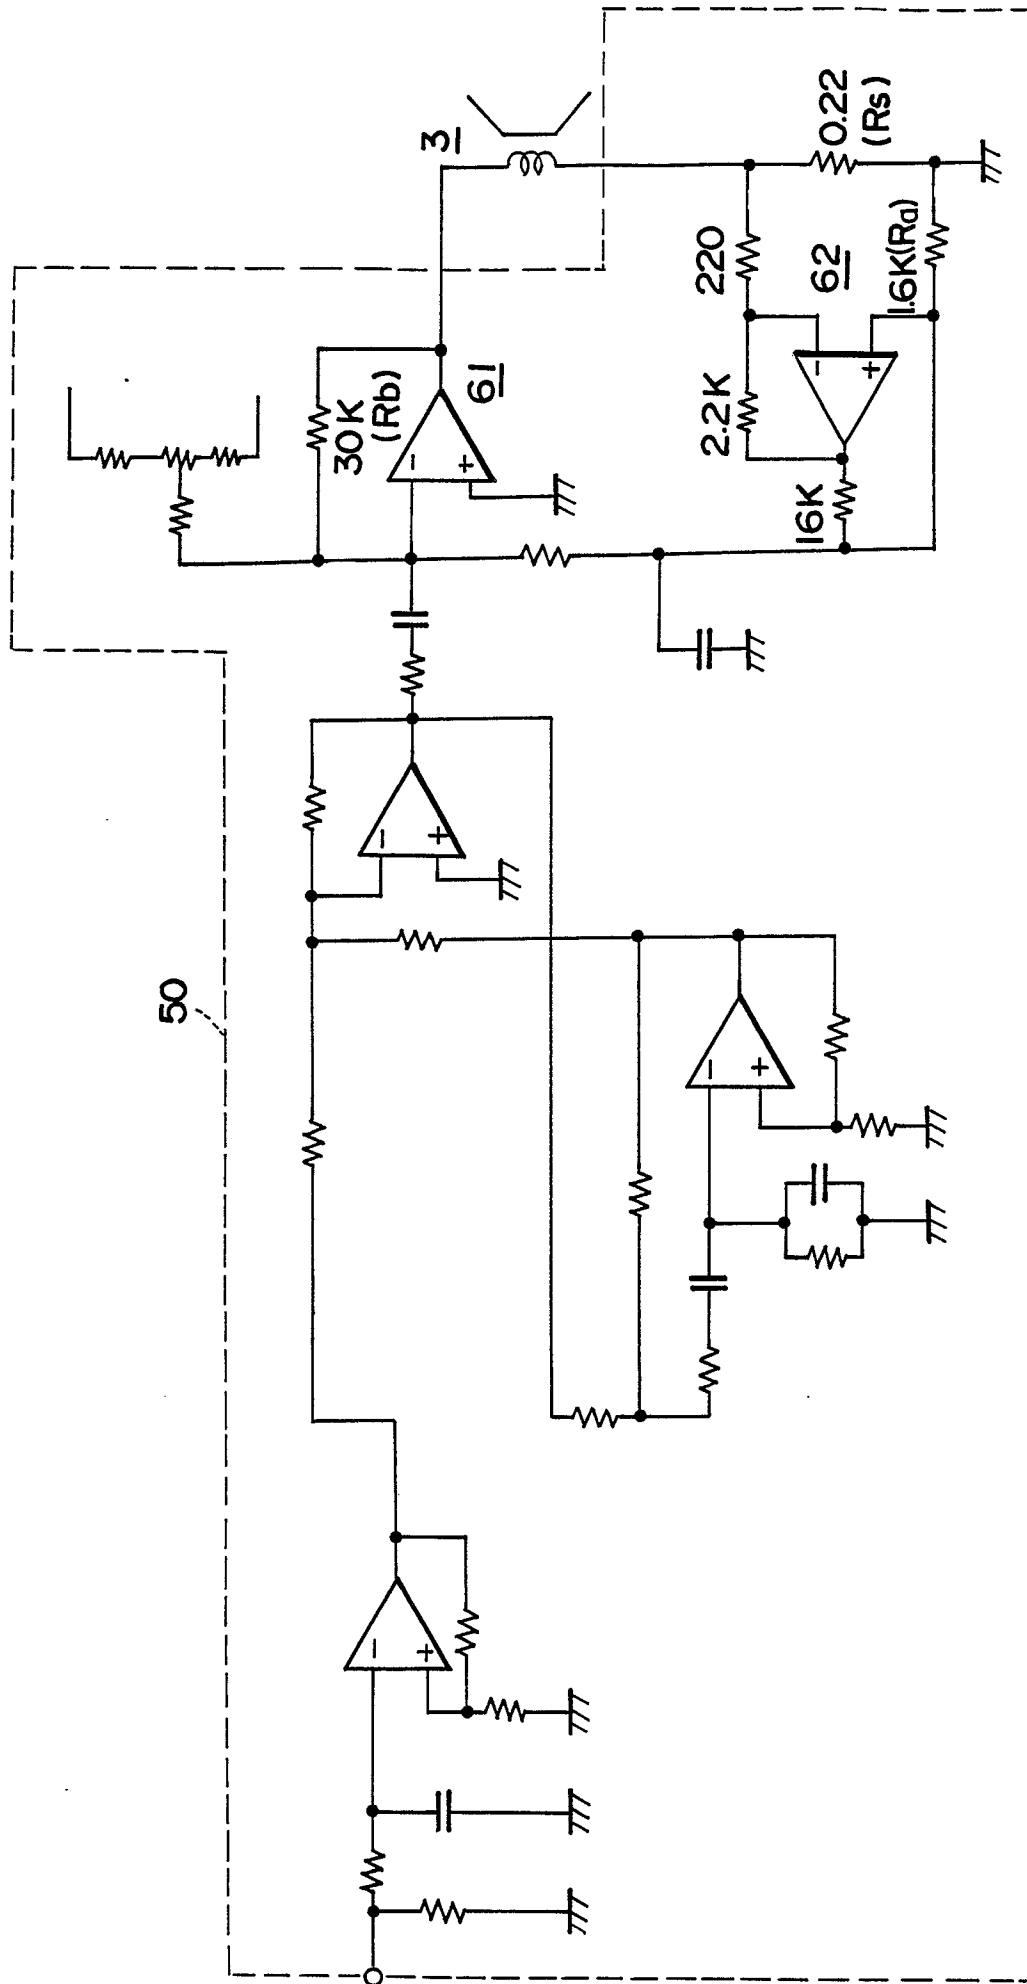 3
0.22
(Rs)
220
62
1.6K(Ra)
30K
(Rb)
61
2.2K
16K
50
-
+
-
+
-
+
-
+
-
+